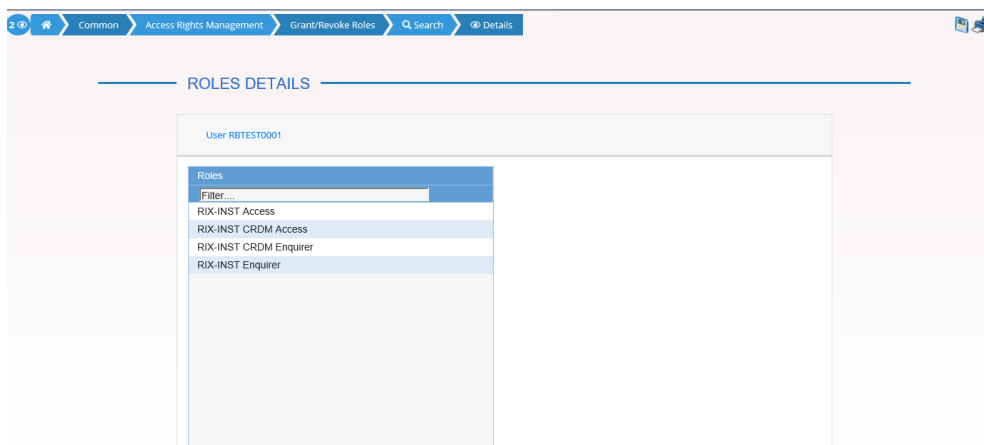 2 Common Access Rights Management Grant/Revoke Roles Search Details
ROLES DETAILS
User RBTEST0001
Roles
Filter....
RIX-INST Access
RIX-INST CRDM Access
RIX-INST CRDM Enquirer
RIX-INST Enquirer